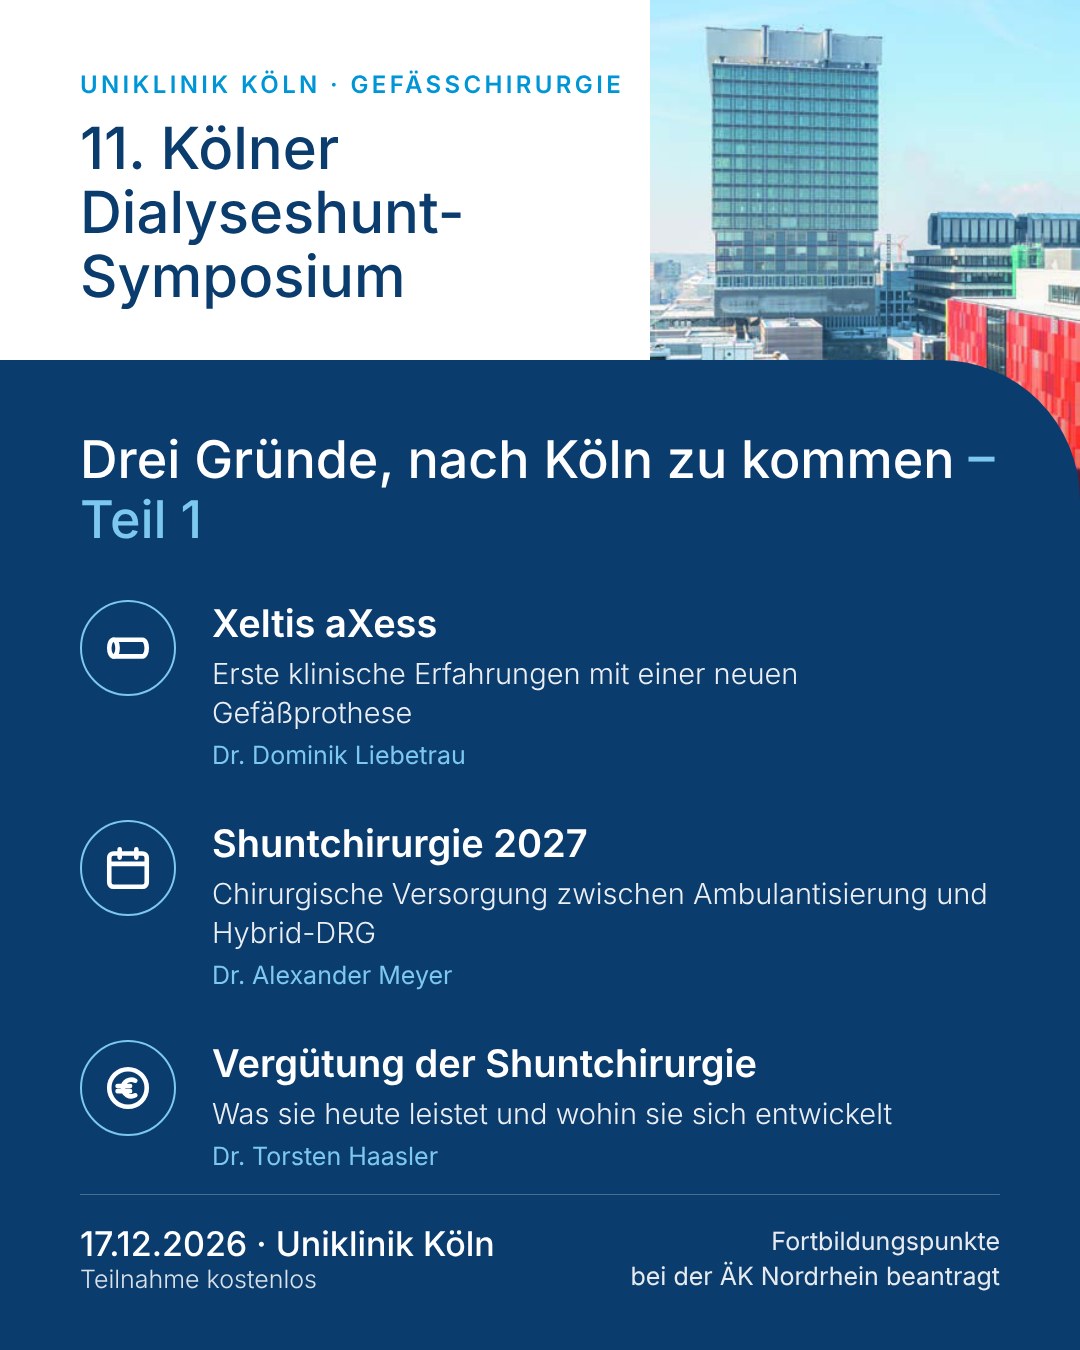 UNIKLINIK KÖLN · GEFÄSSCHIRURGIE
11. Kölner
Dialyseshunt-
Symposium
Drei Gründe, nach Köln zu kommen –
Teil 1
Xeltis aXess
Erste klinische Erfahrungen mit einer neuen
Gefäßprothese
Dr. Dominik Liebetrau
Shuntchirurgie 2027
Chirurgische Versorgung zwischen Ambulantisierung und
Hybrid-DRG
Dr. Alexander Meyer
Vergütung der Shuntchirurgie
Was sie heute leistet und wohin sie sich entwickelt
Dr. Torsten Haasler
17.12.2026 · Uniklinik Köln
Teilnahme kostenlos
Fortbildungspunkte
bei der ÄK Nordrhein beantragt